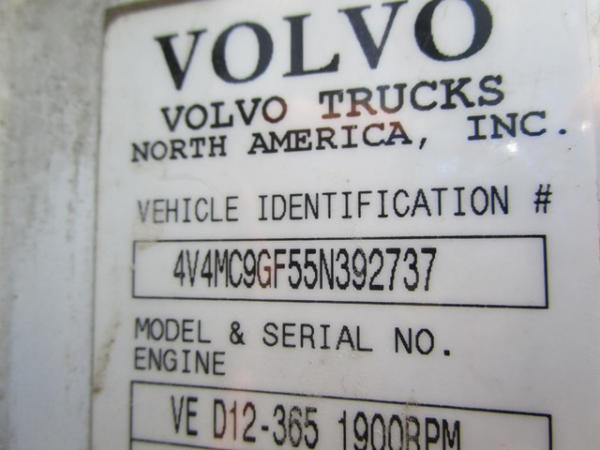 VOLVO
VOLVO TRUCKS
NORTH AMERICA, INC.
VEHICLE IDENTIFICATION #
4V4MC9GF55N392737
MODEL & SERIAL NO.
ENGINE
VE D12-365 1900RPM